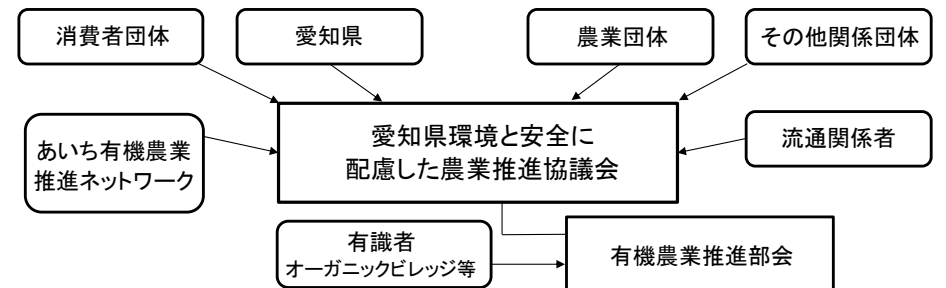 消費者団体
愛知県
農業団体
その他関係団体
あいち有機農業
推進ネットワーク
愛知県環境と安全に
配慮した農業推進協議会
流通関係者
有識者
オーガニックビレッジ等
有機農業推進部会